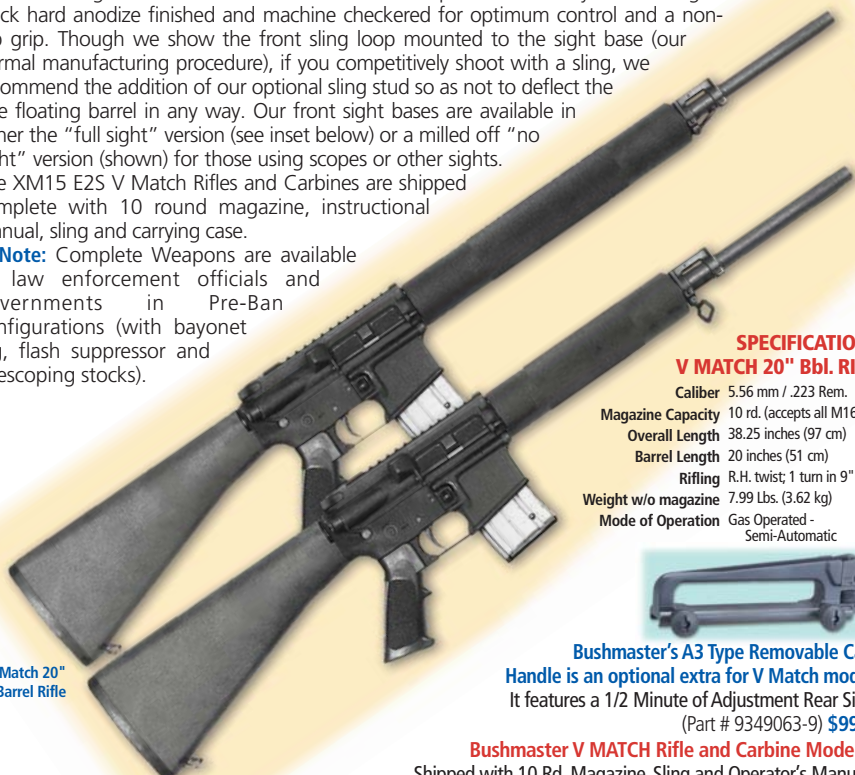 ck hard anodize finished and machine checkered for optimum control and a non-
p grip. Though we show the front sling loop mounted to the sight base (our
rmal manufacturing procedure), if you competitively shoot with a sling, we
commend the addition of our optional sling stud so as not to deflect the
e floating barrel in any way. Our front sight bases are available in
her the “full sight” version (see inset below) or a milled off “no
ht” version (shown) for those using scopes or other sights.
e XM15 E2S V Match Rifles and Carbines are shipped
mplete with 10 round magazine, instructional
anual, sling and carrying case.
Note: Complete Weapons are available
law enforcement officials and
vernments in Pre-Ban
nfigurations (with bayonet
g, flash suppressor and
escoping stocks).
SPECIFICATIO
V MATCH 20" Bbl. RI
Caliber 5.56 mm / .223 Rem.
Magazine Capacity 10 rd. (accepts all M16
Overall Length 38.25 inches (97 cm)
Barrel Length 20 inches (51 cm)
Rifling R.H. twist; 1 turn in 9"
Weight w/o magazine 7.99 Lbs. (3.62 kg)
Mode of Operation Gas Operated -
Semi-Automatic
Match 20"
Barrel Rifle
Bushmaster’s A3 Type Removable C
Handle is an optional extra for V Match mod
It features a 1/2 Minute of Adjustment Rear Si
(Part # 9349063-9) $99
Bushmaster V MATCH Rifle and Carbine Mode
Shipped with 10 Rd. Magazine, Sling and Operator’s Manu